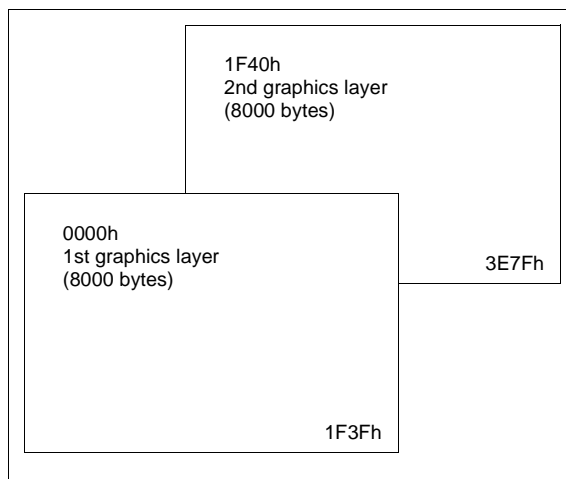 1F40h
2nd graphics layer
(8000 bytes)
3E7Fh
0000h
1st graphics layer
(8000 bytes)
1F3Fh